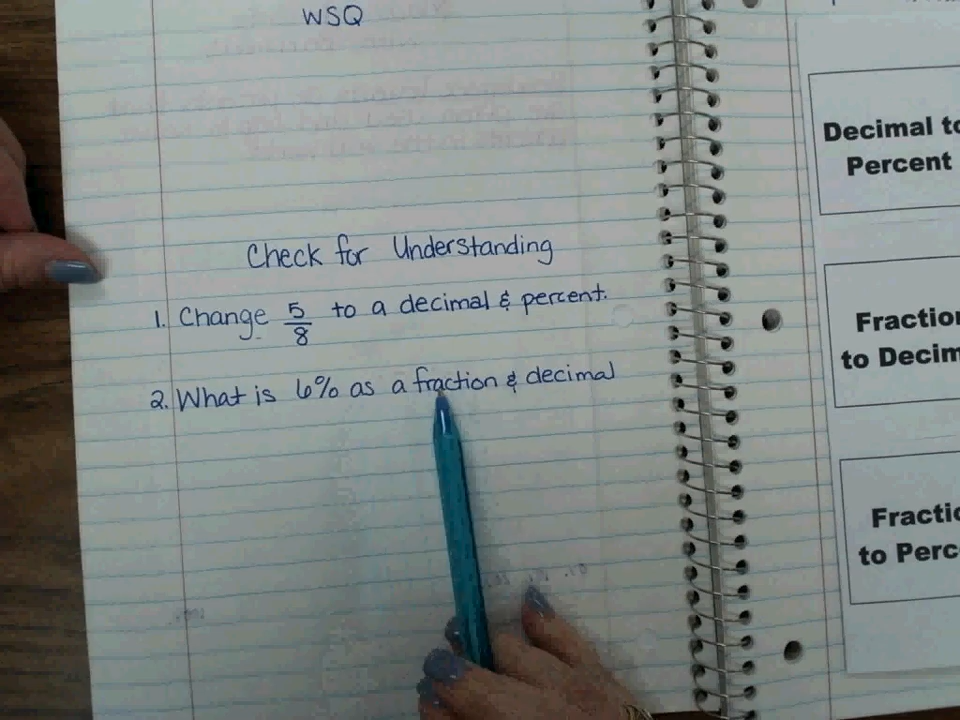 WSQ
Check for Understanding
1. Change 5/8 to a decimal & percent.
2. What is 6% as a fraction & decimal
Decimal to
Percent
Fraction
to Decim
Fractio
to Perc